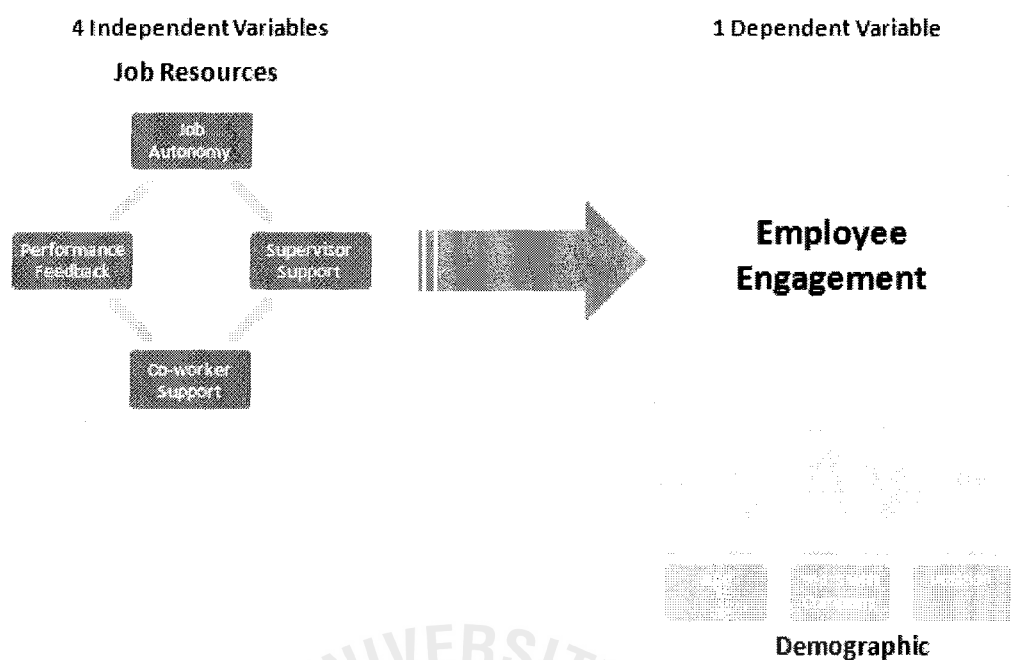 4 Independent Variables
1 Dependent Variable
Job Resources
Job
Autonomy
Performance
Feedback
Supervisor
Support
Co-worker
Support
Employee
Engagement
Demographic